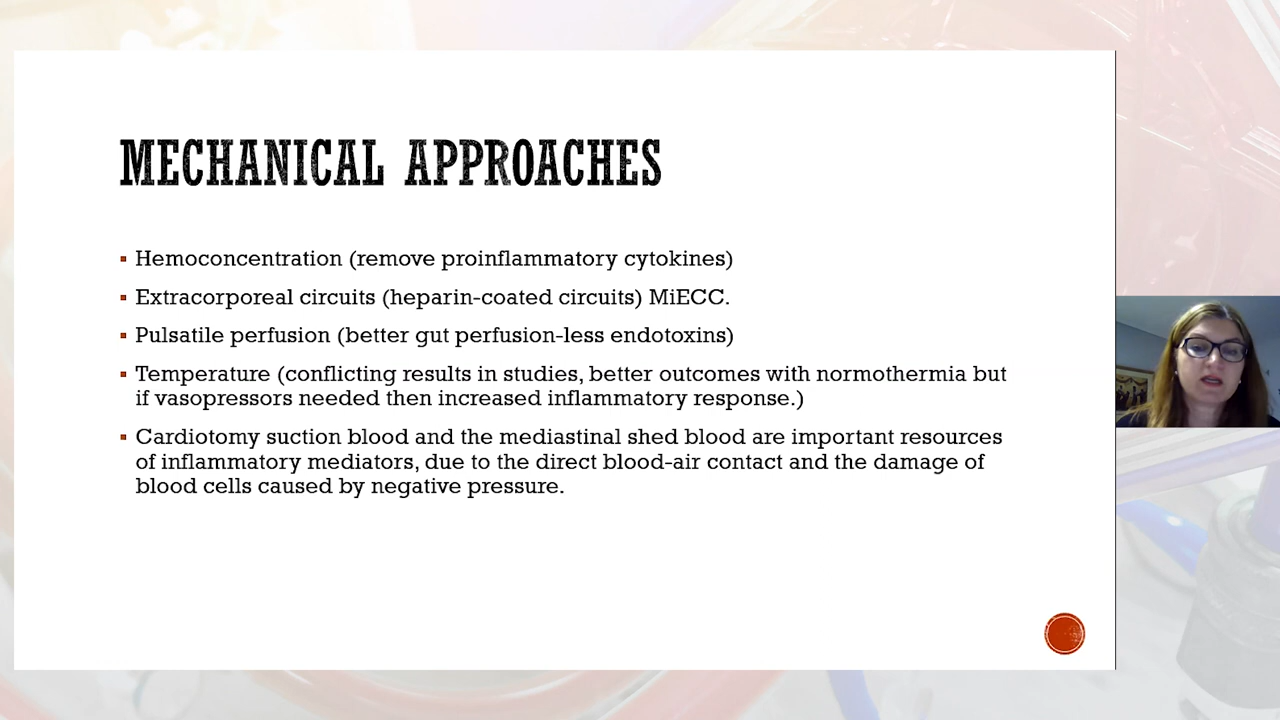 MECHANICAL APPROACHES
Hemoconcentration (remove proinflammatory cytokines)
Extracorporeal circuits (heparin-coated circuits) MiECC.
Pulsatile perfusion (better gut perfusion-less endotoxins)
Temperature (conflicting results in studies, better outcomes with normothermia but
if vasopressors needed then increased inflammatory response.)
Cardiotomy suction blood and the mediastinal shed blood are important resources
of inflammatory mediators, due to the direct blood-air contact and the damage of
blood cells caused by negative pressure.